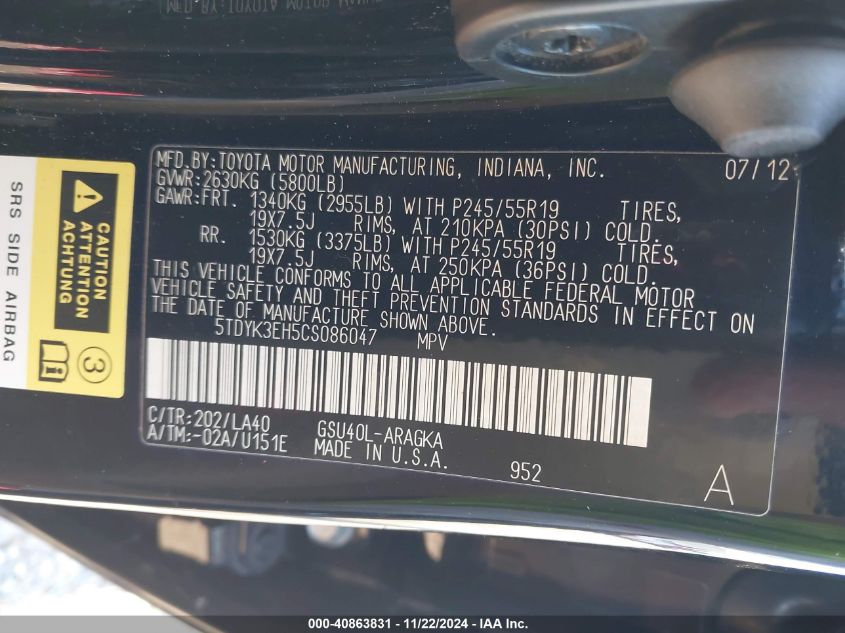 MFD.BY:TOYOTA MOTOR MANUFACTURING, INDIANA, INC. 07/12
GVWR:2630KG (5800LB)
GAWR:FRT. 1340KG (2955LB) WITH P245/55R19 TIRES,
19X7.5J RIMS, AT 210KPA (30PSI) COLD.
RR. 1530KG (3375LB) WITH P245/55R19 TIRES,
19X7.5J RIMS, AT 250KPA (36PSI) COLD.
THIS VEHICLE CONFORMS TO ALL APPLICABLE FEDERAL MOTOR
VEHICLE SAFETY AND THEFT PREVENTION STANDARDS IN EFFECT ON
THE DATE OF MANUFACTURE SHOWN ABOVE.
5TDYK3EH5CS086047 MPV
C/TR:202/LA40 GSU40L-ARAGKA
A/TM:-02A/U151E MADE IN U.S.A. 952
A
SRS SIDE AIRBAG
CAUTION
ATTENTION
ACHTUNG
3
000-40863831 - 11/22/2024 - IAA Inc.